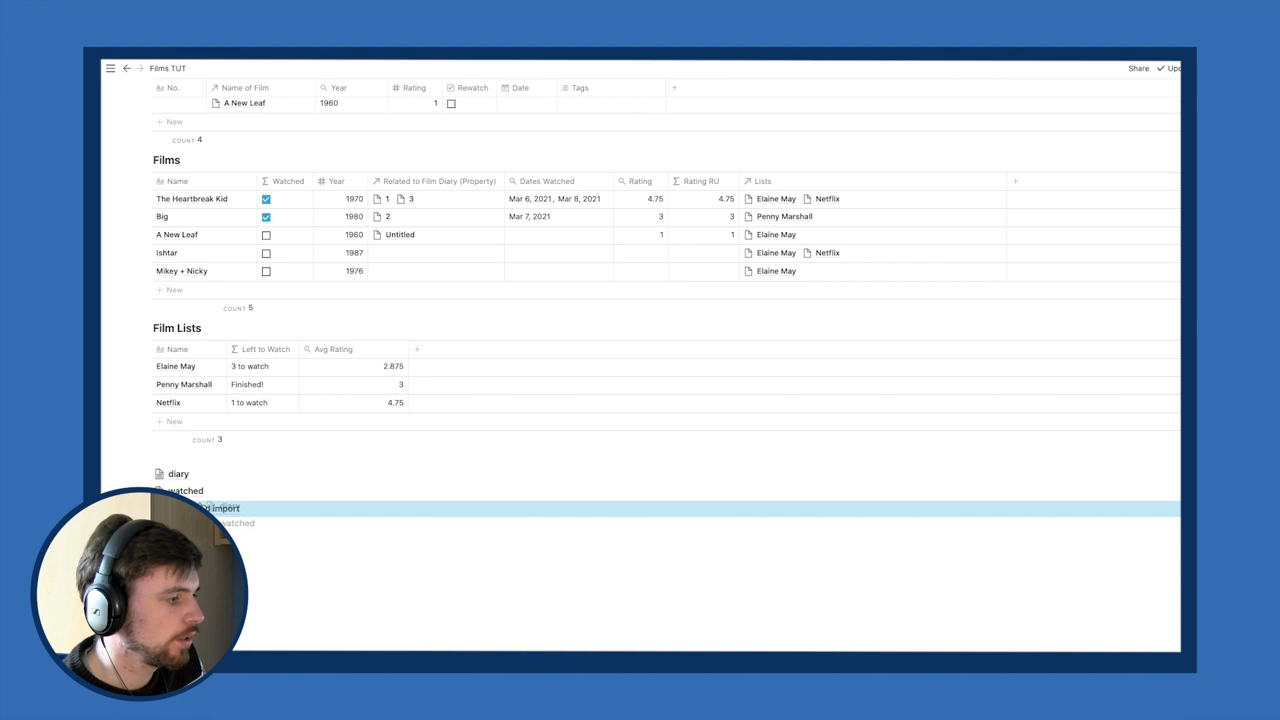 Films TUT
Share Upd
No. Name of Film Year Rating Rewatch Date Tags
A New Leaf 1960 1
New
COUNT 4
Films
Name Watched Year Related to Film Diary (Property) Dates Watched Rating Rating RU Lists
The Heartbreak Kid 1970 1 3 Mar 6, 2021, Mar 8, 2021 4.75 4.75 Elaine May Netflix
Big 1980 2 Mar 7, 2021 3 3 Penny Marshall
A New Leaf 1960 Untitled 1 1 Elaine May
Ishtar 1987 Elaine May Netflix
Mikey + Nicky 1976 Elaine May
New
COUNT 5
Film Lists
Name Left to Watch Avg Rating
Elaine May 3 to watch 2.875
Penny Marshall Finished! 3
Netflix 1 to watch 4.75
New
COUNT 3
diary
watched
import
watched